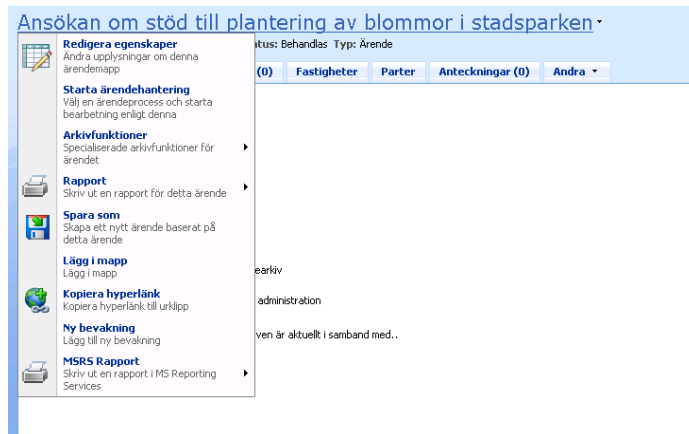 Ansökan om stöd till plantering av blommor i stadsparken
Redigera egenskaper
Ändra upplysningar om denna
ärendemapp
Status: Behandlas Typ: Ärende
(0) Fastigheter Parter Anteckningar (0) Andra
Starta ärendehantering
Välj en ärendeprocess och starta
bearbetning enligt denna
Arkivfunktioner
Specialiserade arkivfunktioner för
ärendet
Rapport
Skriv ut en rapport för detta ärende
Spara som
Skapa ett nytt ärende baserat på
detta ärende
Lägg i mapp
Lägg i mapp
earkiv
Kopiera hyperlänk
Kopiera hyperlänk till urklipp
administration
Ny bevakning
Lägg till ny bevakning
ven är aktuellt i samband med..
MSRS Rapport
Skriv ut en rapport i MS Reporting
Services